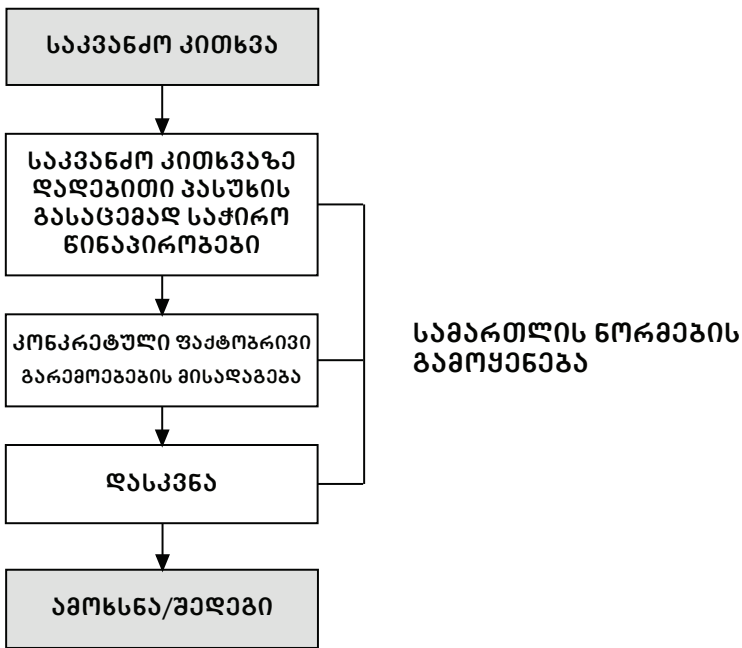 საკვანძო კითხვა
საკვანძო კითხვაზე
დადებითი პასუხის
გასაცემად საჭირო
წინაპირობები
კონკრეტული ფაქტობრივი
გარემოებების მისადაგება
სამართლის ნორმების
გამოყენება
დასკვნა
ამოხსნა/შედეგი